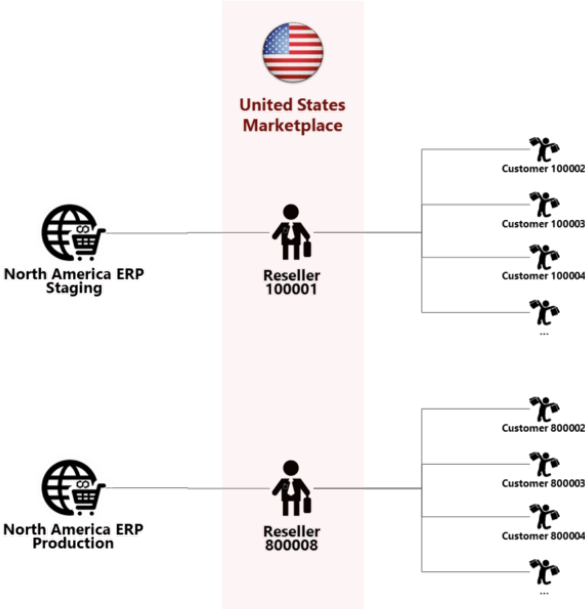 United States
Marketplace
Customer 100002
Customer 100003
North America ERP
Staging
Reseller
100001
Customer 100004
...
Customer 800002
Customer 800003
North America ERP
Production
Reseller
800008
Customer 800004
...